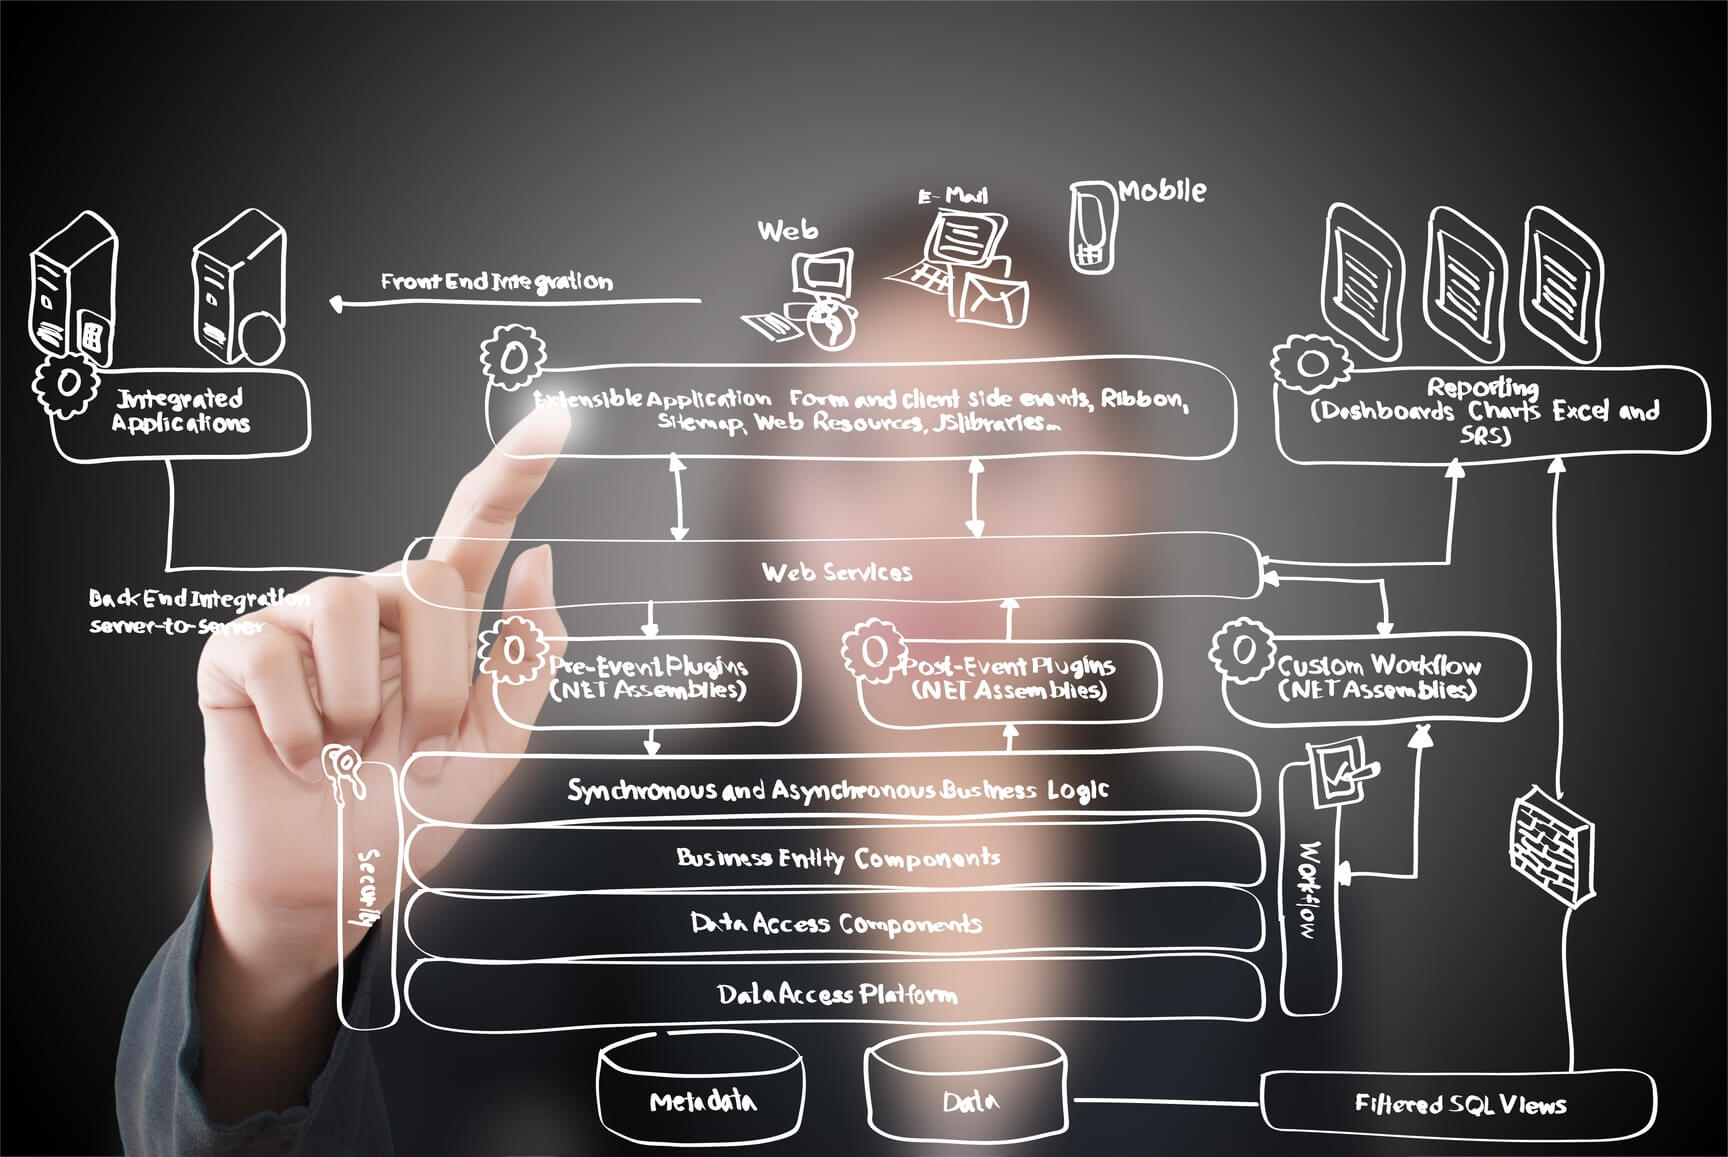 Mobile
E-Mail
Web
Front End Integration
Integrated
Applications
Extensible Application Form and client side events, Ribbon,
Sitemap, Web Resources, JSlibraries...
Reporting
(Dashboards Charts Excel and
SRS)
Web Services
Back End Integration
server-to-server
Pre-Event Plugins
(NET Assemblies)
Post-Event Plugins
(NET Assemblies)
Custom Workflow
(NET Assemblies)
Synchronous and Asynchronous Business Logic
Business Entity Components
Data Access Components
Data Access Platform
Security
Workflow
Metadata
Data
Filtered SQL Views